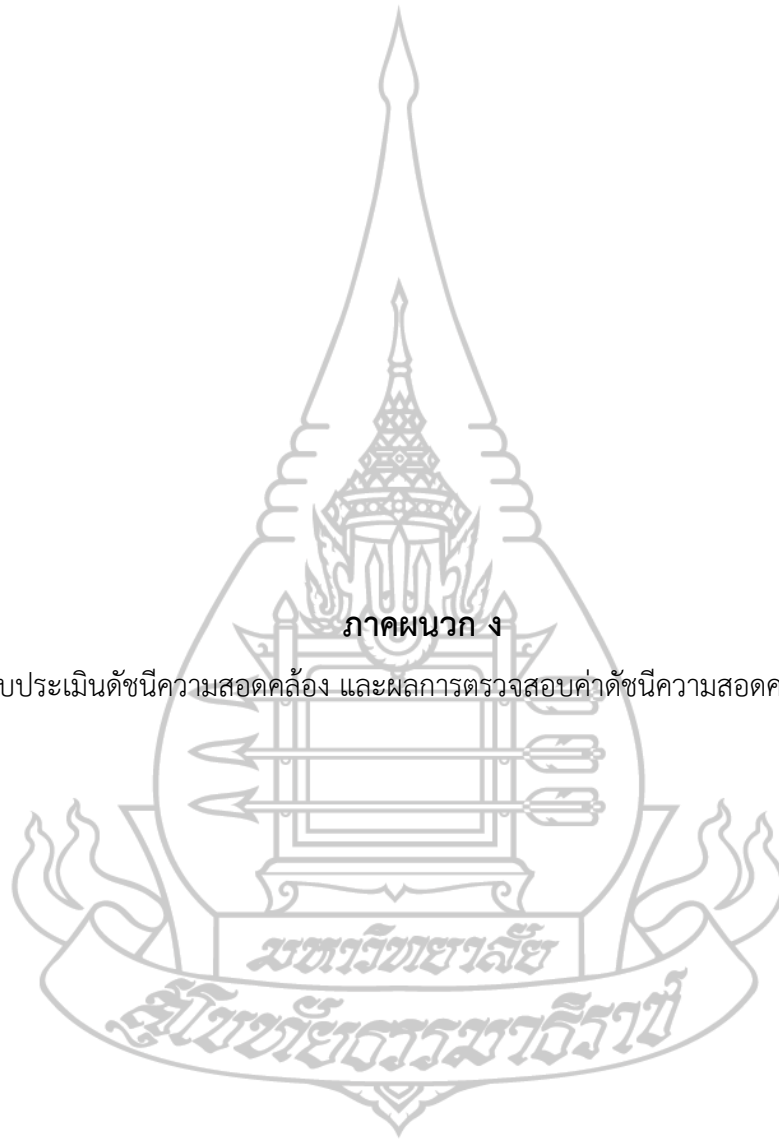 ภาคผนวก ง
บประเมินดัชนีความสอดคล้อง และผลการตรวจสอบค่าดัชนีความสอดค
มหาวิทยาลัย
สุโขทัยธรรมาธิราช